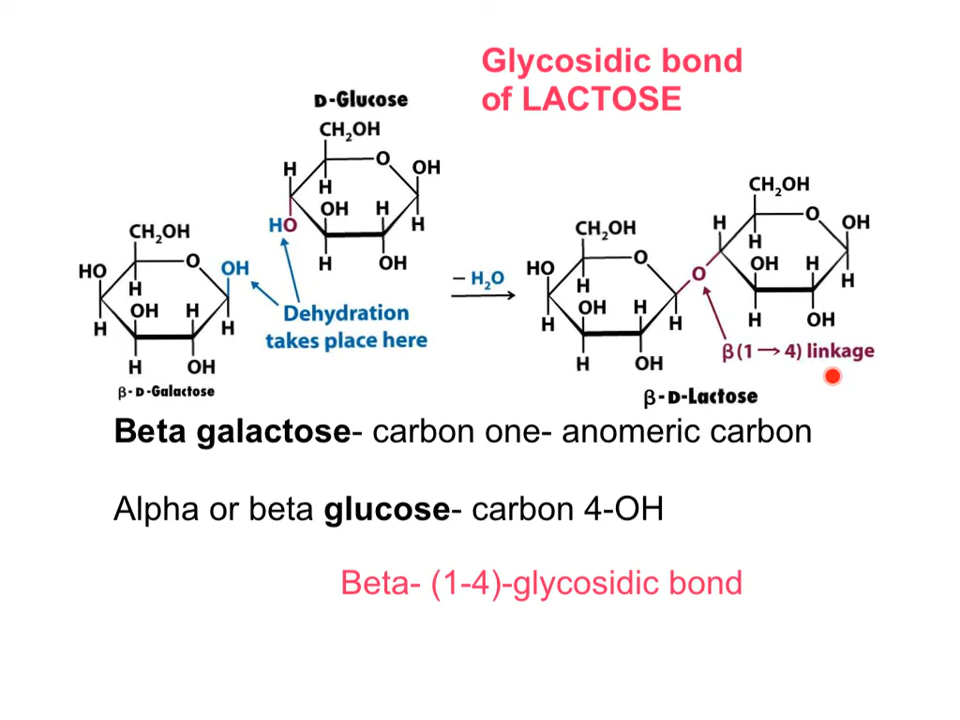 Glycosidic bond
of LACTOSE
D-Glucose
CH₂OH
H
O
OH
H
OH
H
HO
H
H
OH
CH₂OH
HO
O
OH
H
OH
H
H
H
H
OH
β-D-Galactose
Dehydration
takes place here
– H₂O
CH₂OH
HO
O
H
OH
H
H
H
H
OH
O
CH₂OH
H
O
OH
H
OH
H
H
H
OH
β(1→4) linkage
β-D-Lactose
Beta galactose- carbon one- anomeric carbon
Alpha or beta glucose- carbon 4-OH
Beta- (1-4)-glycosidic bond